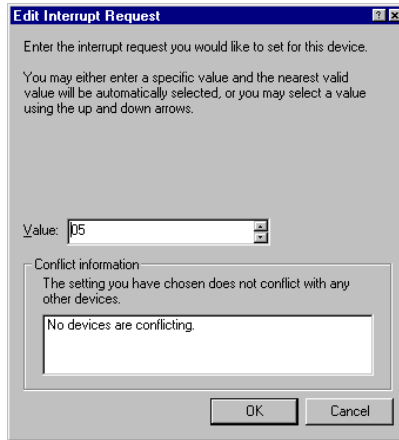 Edit Interrupt Request
Enter the interrupt request you would like to set for this device.
You may either enter a specific value and the nearest valid
value will be automatically selected, or you may select a value
using the up and down arrows.
Value: 05
Conflict information
The setting you have chosen does not conflict with any
other devices.
No devices are conflicting.
OK Cancel